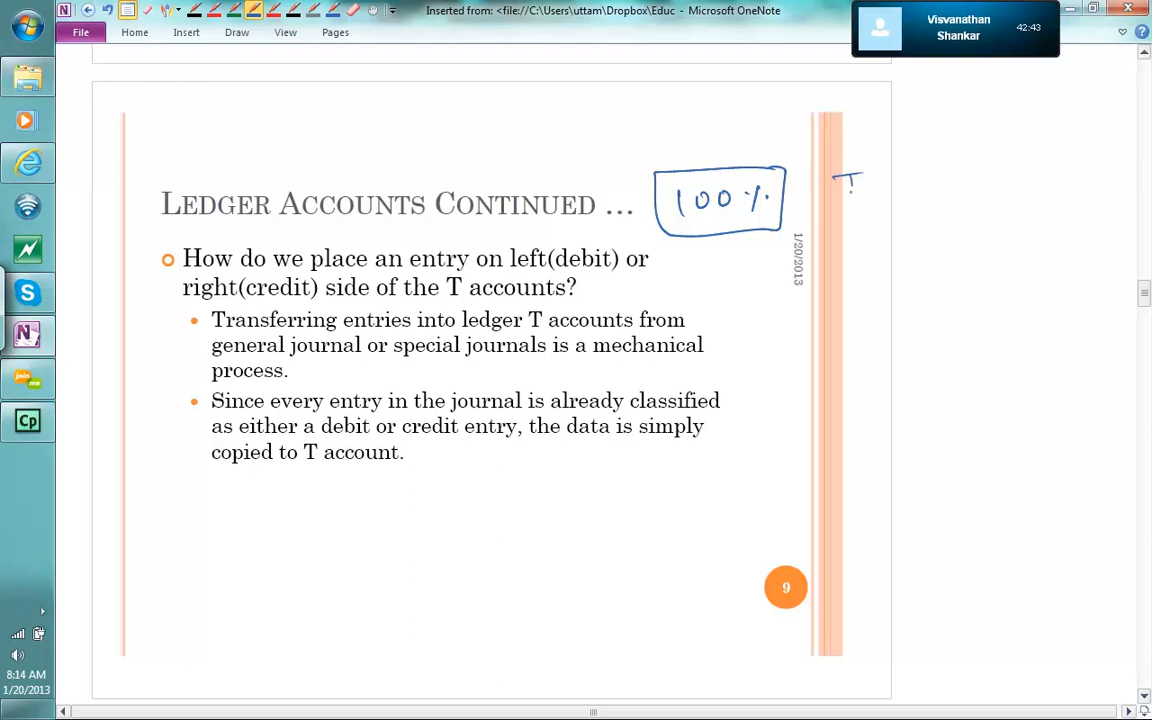 Inserted from: <file://C:\Users\uttam\Dropbox\Educ - Microsoft OneNote
Visvanathan
Shankar
42:43
File Home Insert Draw View Pages
LEDGER ACCOUNTS CONTINUED …
100%
T
1/20/2013
How do we place an entry on left(debit) or
right(credit) side of the T accounts?
Transferring entries into ledger T accounts from
general journal or special journals is a mechanical
process.
Since every entry in the journal is already classified
as either a debit or credit entry, the data is simply
copied to T account.
9
join
me
Cp
8:14 AM
1/20/2013